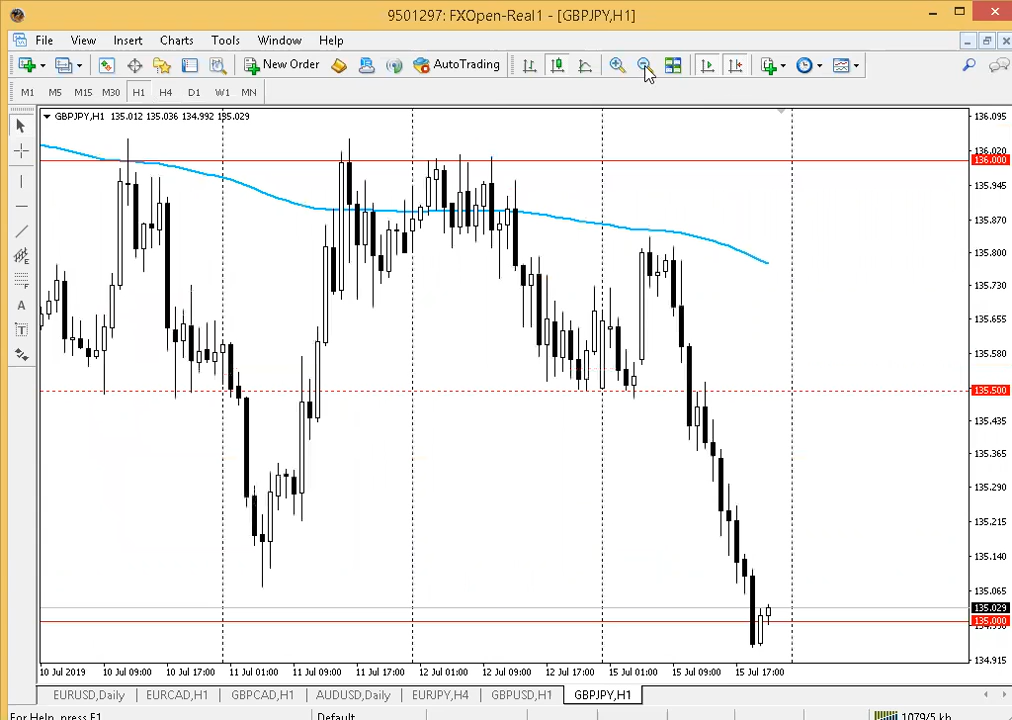 9501297: FXOpen-Real1 - [GBPJPY,H1]
File View Insert Charts Tools Window Help
New Order AutoTrading
M1 M5 M15 M30 H1 H4 D1 W1 MN
GBPJPY,H1 135.012 135.036 134.992 135.029
136.095
136.020
136.000
135.945
135.870
135.800
135.730
135.655
135.580
135.500
135.435
135.365
135.290
135.215
135.140
135.065
135.029
135.000
134.915
10 Jul 2019 10 Jul 09:00 10 Jul 17:00 11 Jul 01:00 11 Jul 09:00 11 Jul 17:00 12 Jul 01:00 12 Jul 09:00 12 Jul 17:00 15 Jul 01:00 15 Jul 09:00 15 Jul 17:00
EURUSD,Daily EURCAD,H1 GBPCAD,H1 AUDUSD,Daily EURJPY,H4 GBPUSD,H1 GBPJPY,H1
For Help, press F1 Default 1079/5 kb